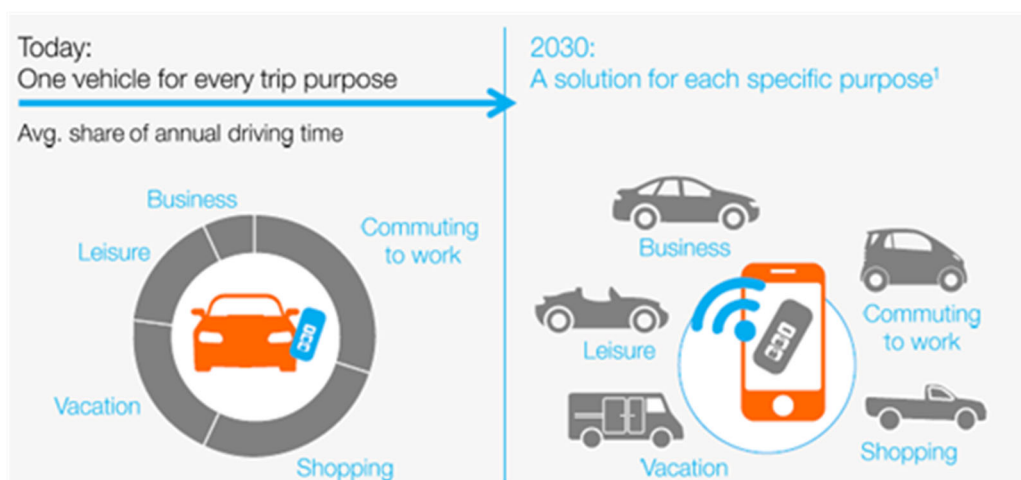 Today:
One vehicle for every trip purpose
Avg. share of annual driving time
Business
Leisure
Commuting
to work
Vacation
Shopping
2030:
A solution for each specific purpose¹
Business
Leisure
Commuting
to work
Vacation
Shopping